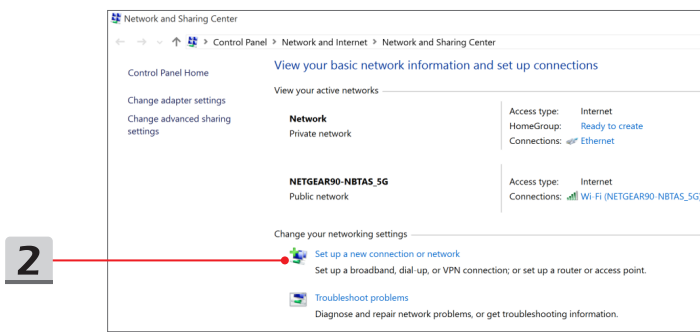 Network and Sharing Center
Control Panel > Network and Internet > Network and Sharing Center
Control Panel Home
Change adapter settings
Change advanced sharing
settings
View your basic network information and set up connections
View your active networks
Network
Private network
Access type: Internet
HomeGroup: Ready to create
Connections: Ethernet
NETGEAR90-NBTAS_5G
Public network
Access type: Internet
Connections: Wi-Fi (NETGEAR90-NBTAS_5G)
Change your networking settings
2
Set up a new connection or network
Set up a broadband, dial-up, or VPN connection; or set up a router or access point.
Troubleshoot problems
Diagnose and repair network problems, or get troubleshooting information.